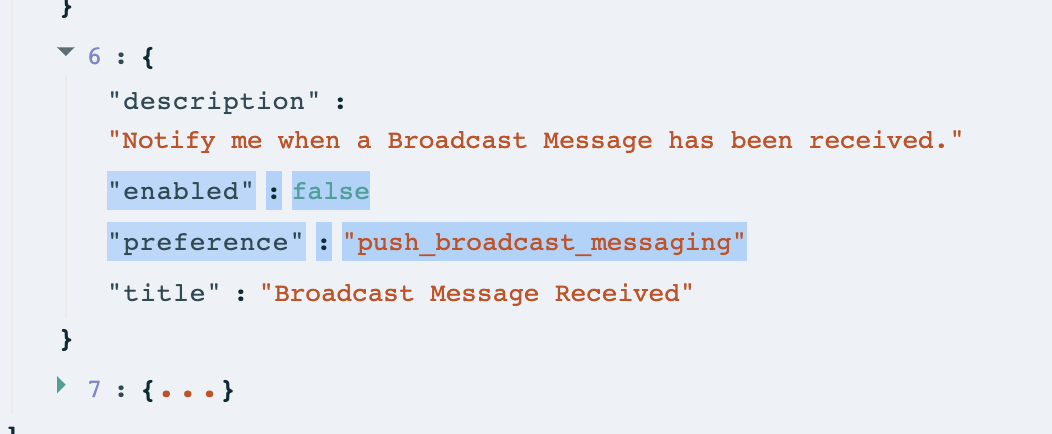 }
6 : {
"description" :
"Notify me when a Broadcast Message has been received."
"enabled" : false
"preference" : "push_broadcast_messaging"
"title" : "Broadcast Message Received"
}
7 : {...}
]